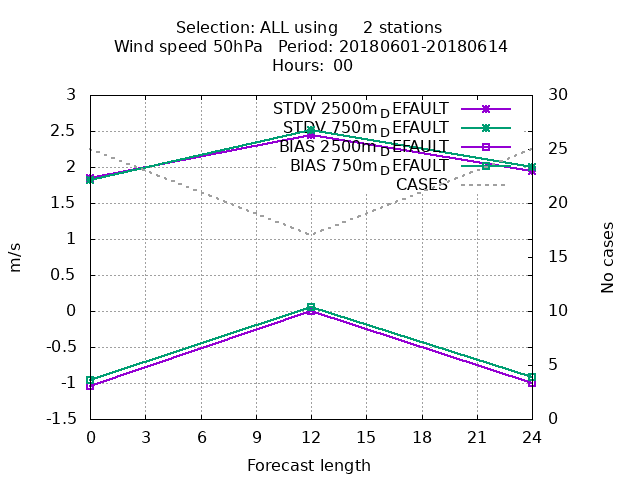 Selection: ALL using     2 stations
Wind speed 50hPa   Period: 20180601-20180614
Hours:  00
STDV 2500m_DEFAULT
STDV 750m_DEFAULT
BIAS 2500m_DEFAULT
BIAS 750m_DEFAULT
CASES
3
2.5
2
1.5
1
0.5
0
-0.5
-1
-1.5
m/s
30
25
20
15
10
5
0
No cases
0 3 6 9 12 15 18 21 24
Forecast length